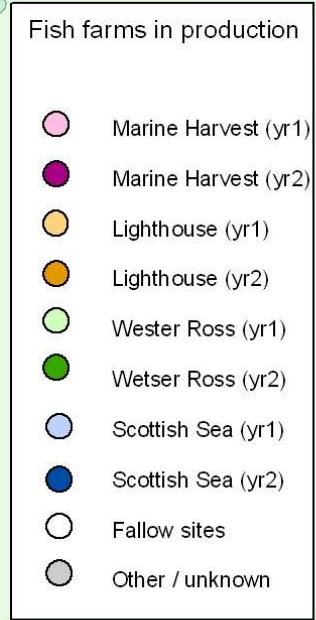 Fish farms in production
Marine Harvest (yr1)
Marine Harvest (yr2)
Lighthouse (yr1)
Lighthouse (yr2)
Wester Ross (yr1)
Wetser Ross (yr2)
Scottish Sea (yr1)
Scottish Sea (yr2)
Fallow sites
Other / unknown